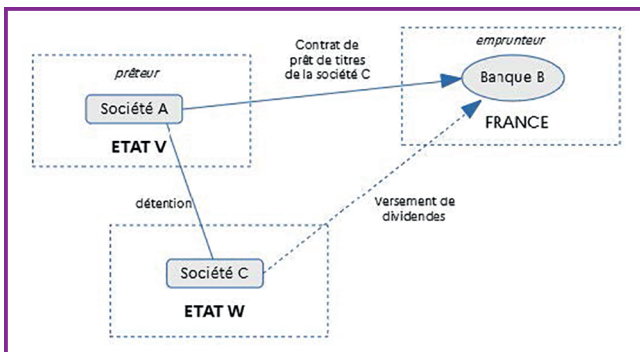 emprunteur
Contrat de
prêt de titres
de la société C
prêteur
Banque B
Société A
FRANCE
ETAT V
détention
Versement de
dividendes
Société C
ETAT W